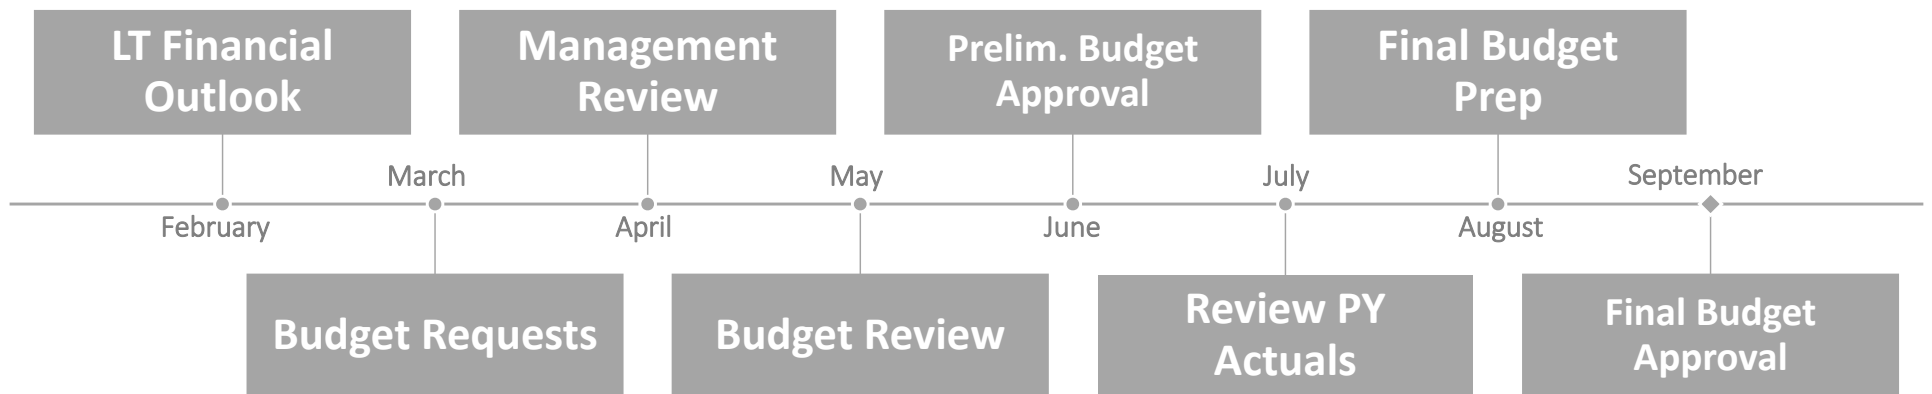 LT Financial
Outlook
Management
Review
Prelim. Budget
Approval
Final Budget
Prep
March
May
July
September
February
April
June
August
Budget Requests
Budget Review
Review PY
Actuals
Final Budget
Approval